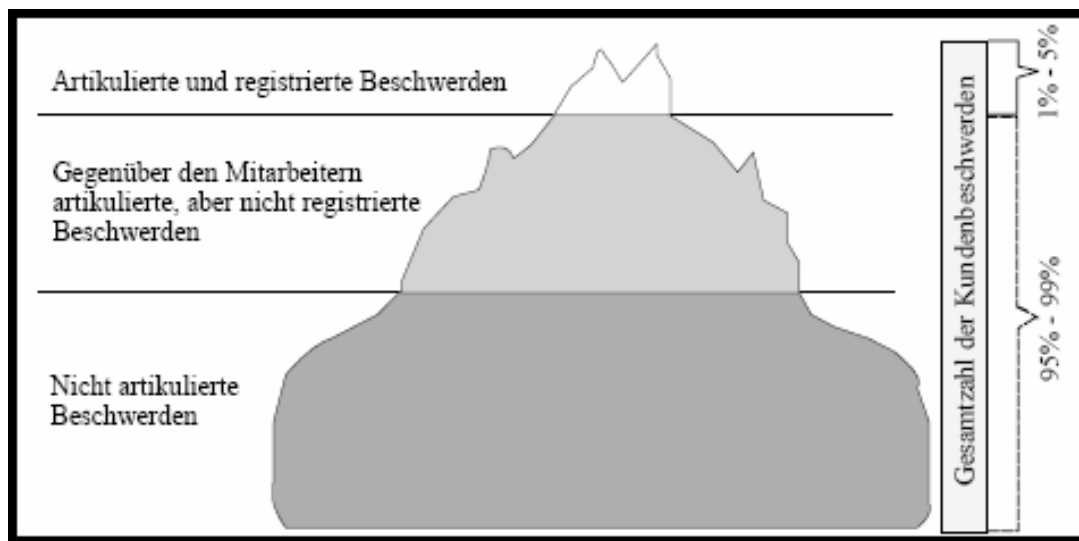 Artikulierte und registrierte Beschwerden
Gegenüber den Mitarbeitern
artikulierte, aber nicht registrierte
Beschwerden
Nicht artikulierte
Beschwerden
Gesamtzahl der Kundenbeschwerden
1% - 5%
95% - 99%